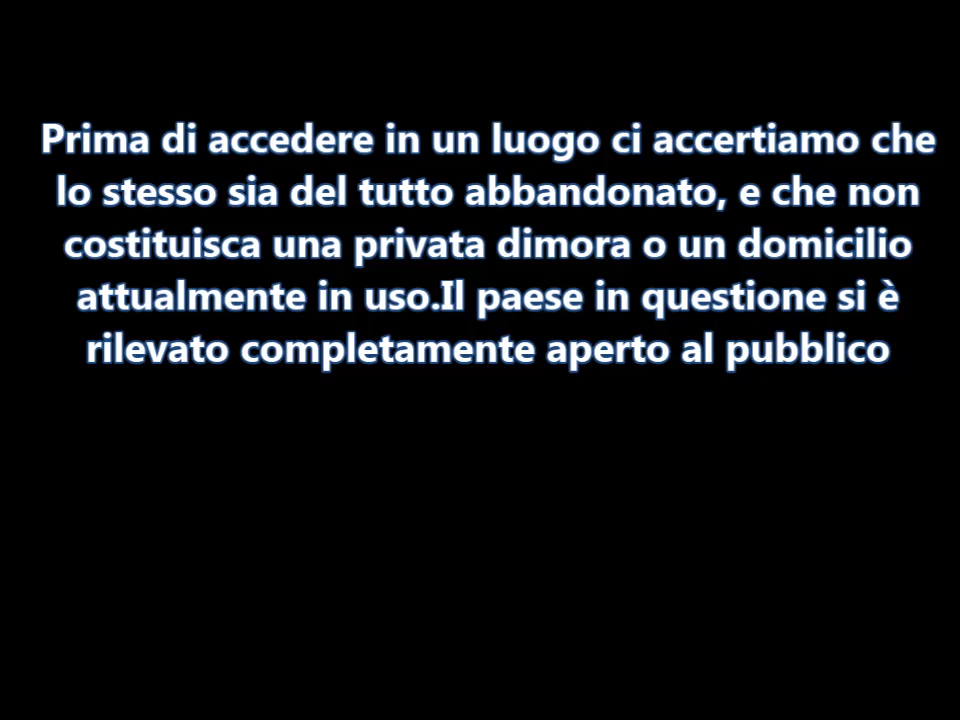 Prima di accedere in un luogo ci accertiamo che
lo stesso sia del tutto abbandonato, e che non
costituisca una privata dimora o un domicilio
attualmente in uso.Il paese in questione si è
rilevato completamente aperto al pubblico